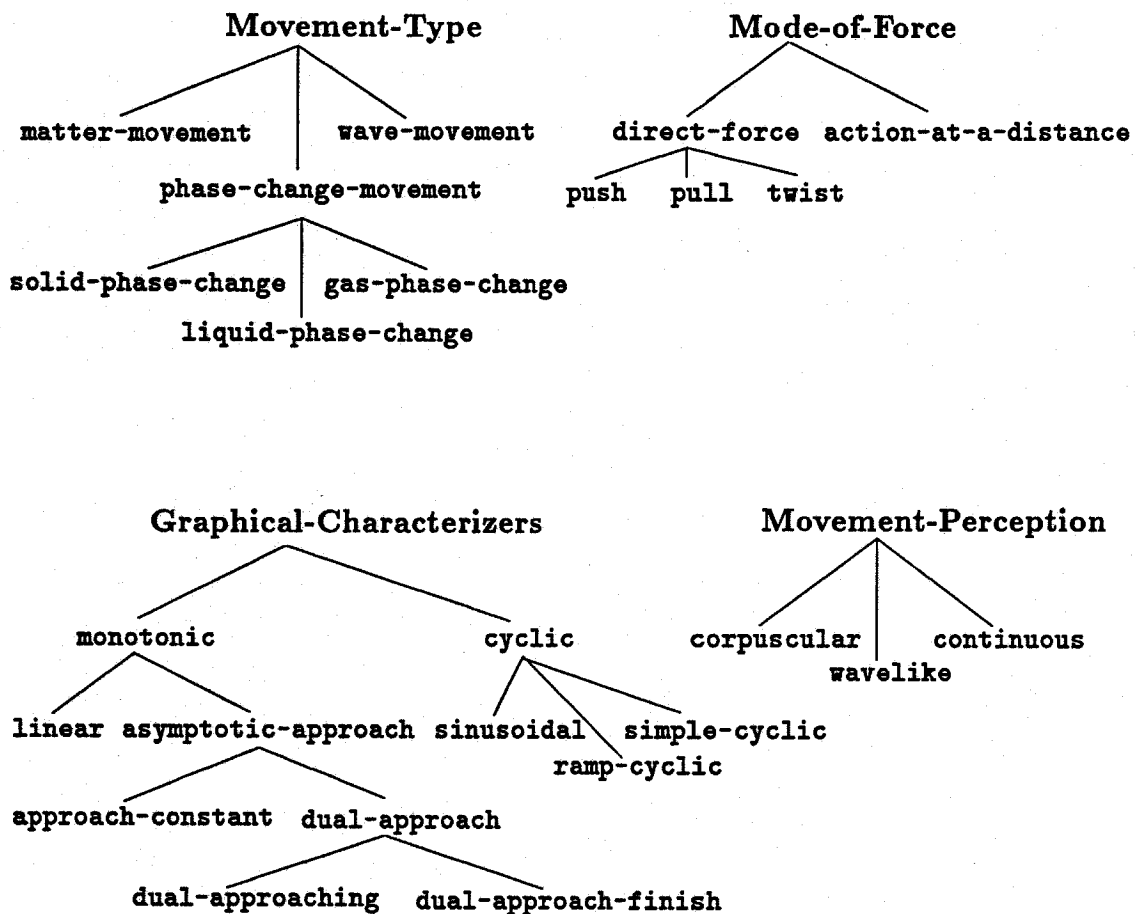 Movement-Type
Mode-of-Force
matter-movement wave-movement
direct-force action-at-a-distance
phase-change-movement
push pull twist
solid-phase-change gas-phase-change
liquid-phase-change
Graphical-Characterizers
Movement-Perception
monotonic cyclic
corpuscular continuous
wavelike
linear asymptotic-approach sinusoidal simple-cyclic
ramp-cyclic
approach-constant dual-approach
dual-approaching dual-approach-finish